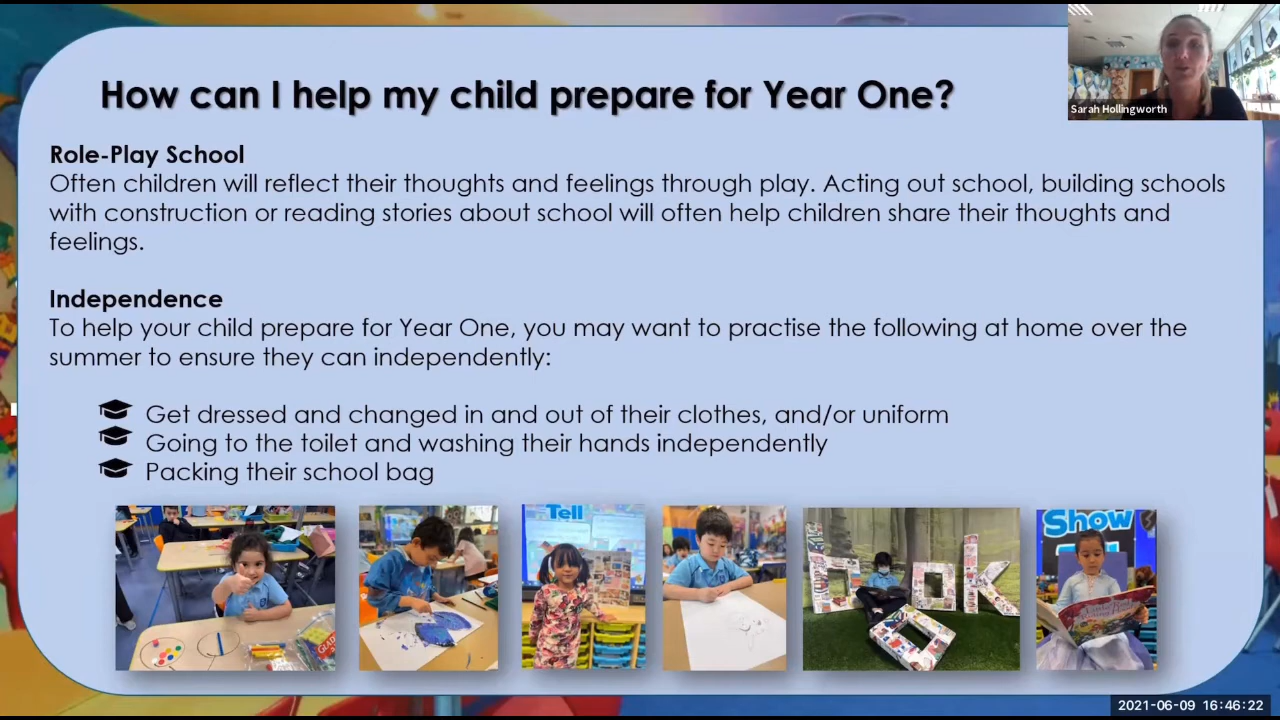 How can I help my child prepare for Year One?
Sarah Hollingworth
Role-Play School
Often children will reflect their thoughts and feelings through play. Acting out school, building schools
with construction or reading stories about school will often help children share their thoughts and
feelings.
Independence
To help your child prepare for Year One, you may want to practise the following at home over the
summer to ensure they can independently:
Get dressed and changed in and out of their clothes, and/or uniform
Going to the toilet and washing their hands independently
Packing their school bag
Tell
Show
2021-06-09 16:46:22